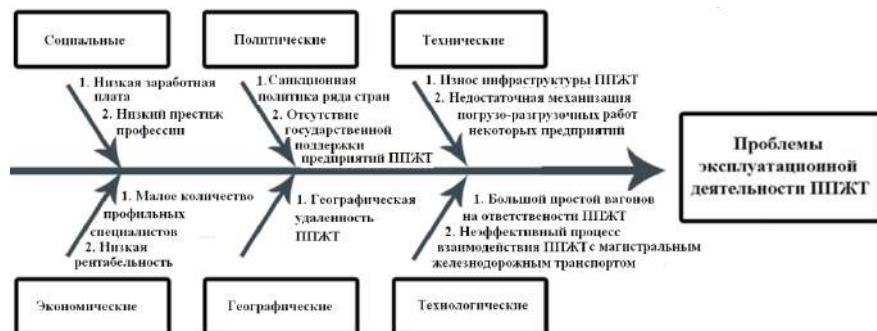 Социальные
Политические
Технические
1. Низкая заработная
плата
2. Низкий престиж
профессии
1.Санкционная
политика ряда стран
2. Отсутствие
государственной
поддержки
предприятий ППЖТ
1. Износ инфраструктуры ППЖТ
2. Недостаточная механизация
погрузо-разгрузочных работ
некоторых предприятий
Проблемы
эксплуатационной
деятельности ППЖТ
1. Малое количество
профильных
специалистов
2. Низкая
рентабельность
1. Географическая
удаленность
ППЖТ
1. Большой простой вагонов
на ответствености ППЖТ
2. Неэффективный процесс
взаимодействия ППЖТ с магистральным
железнодорожным транспортом
Экономические
Географические
Технологические